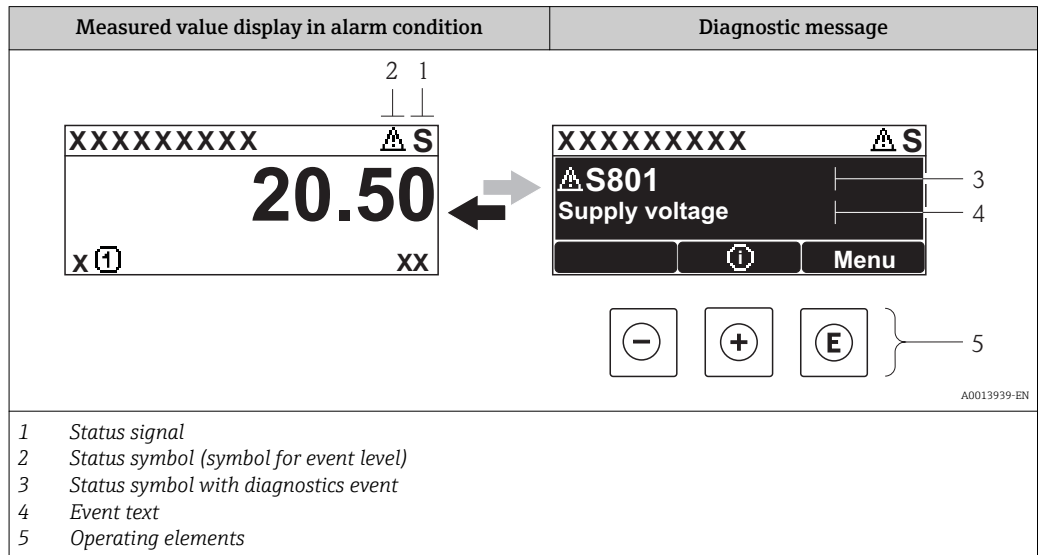 Measured value display in alarm condition
Diagnostic message
2 1
XXXXXXXXX S
20.50
X 1 XX
XXXXXXXXX S
S801
Supply voltage
i Menu
3
4
- + E
5
A0013939-EN
1 Status signal
2 Status symbol (symbol for event level)
3 Status symbol with diagnostics event
4 Event text
5 Operating elements